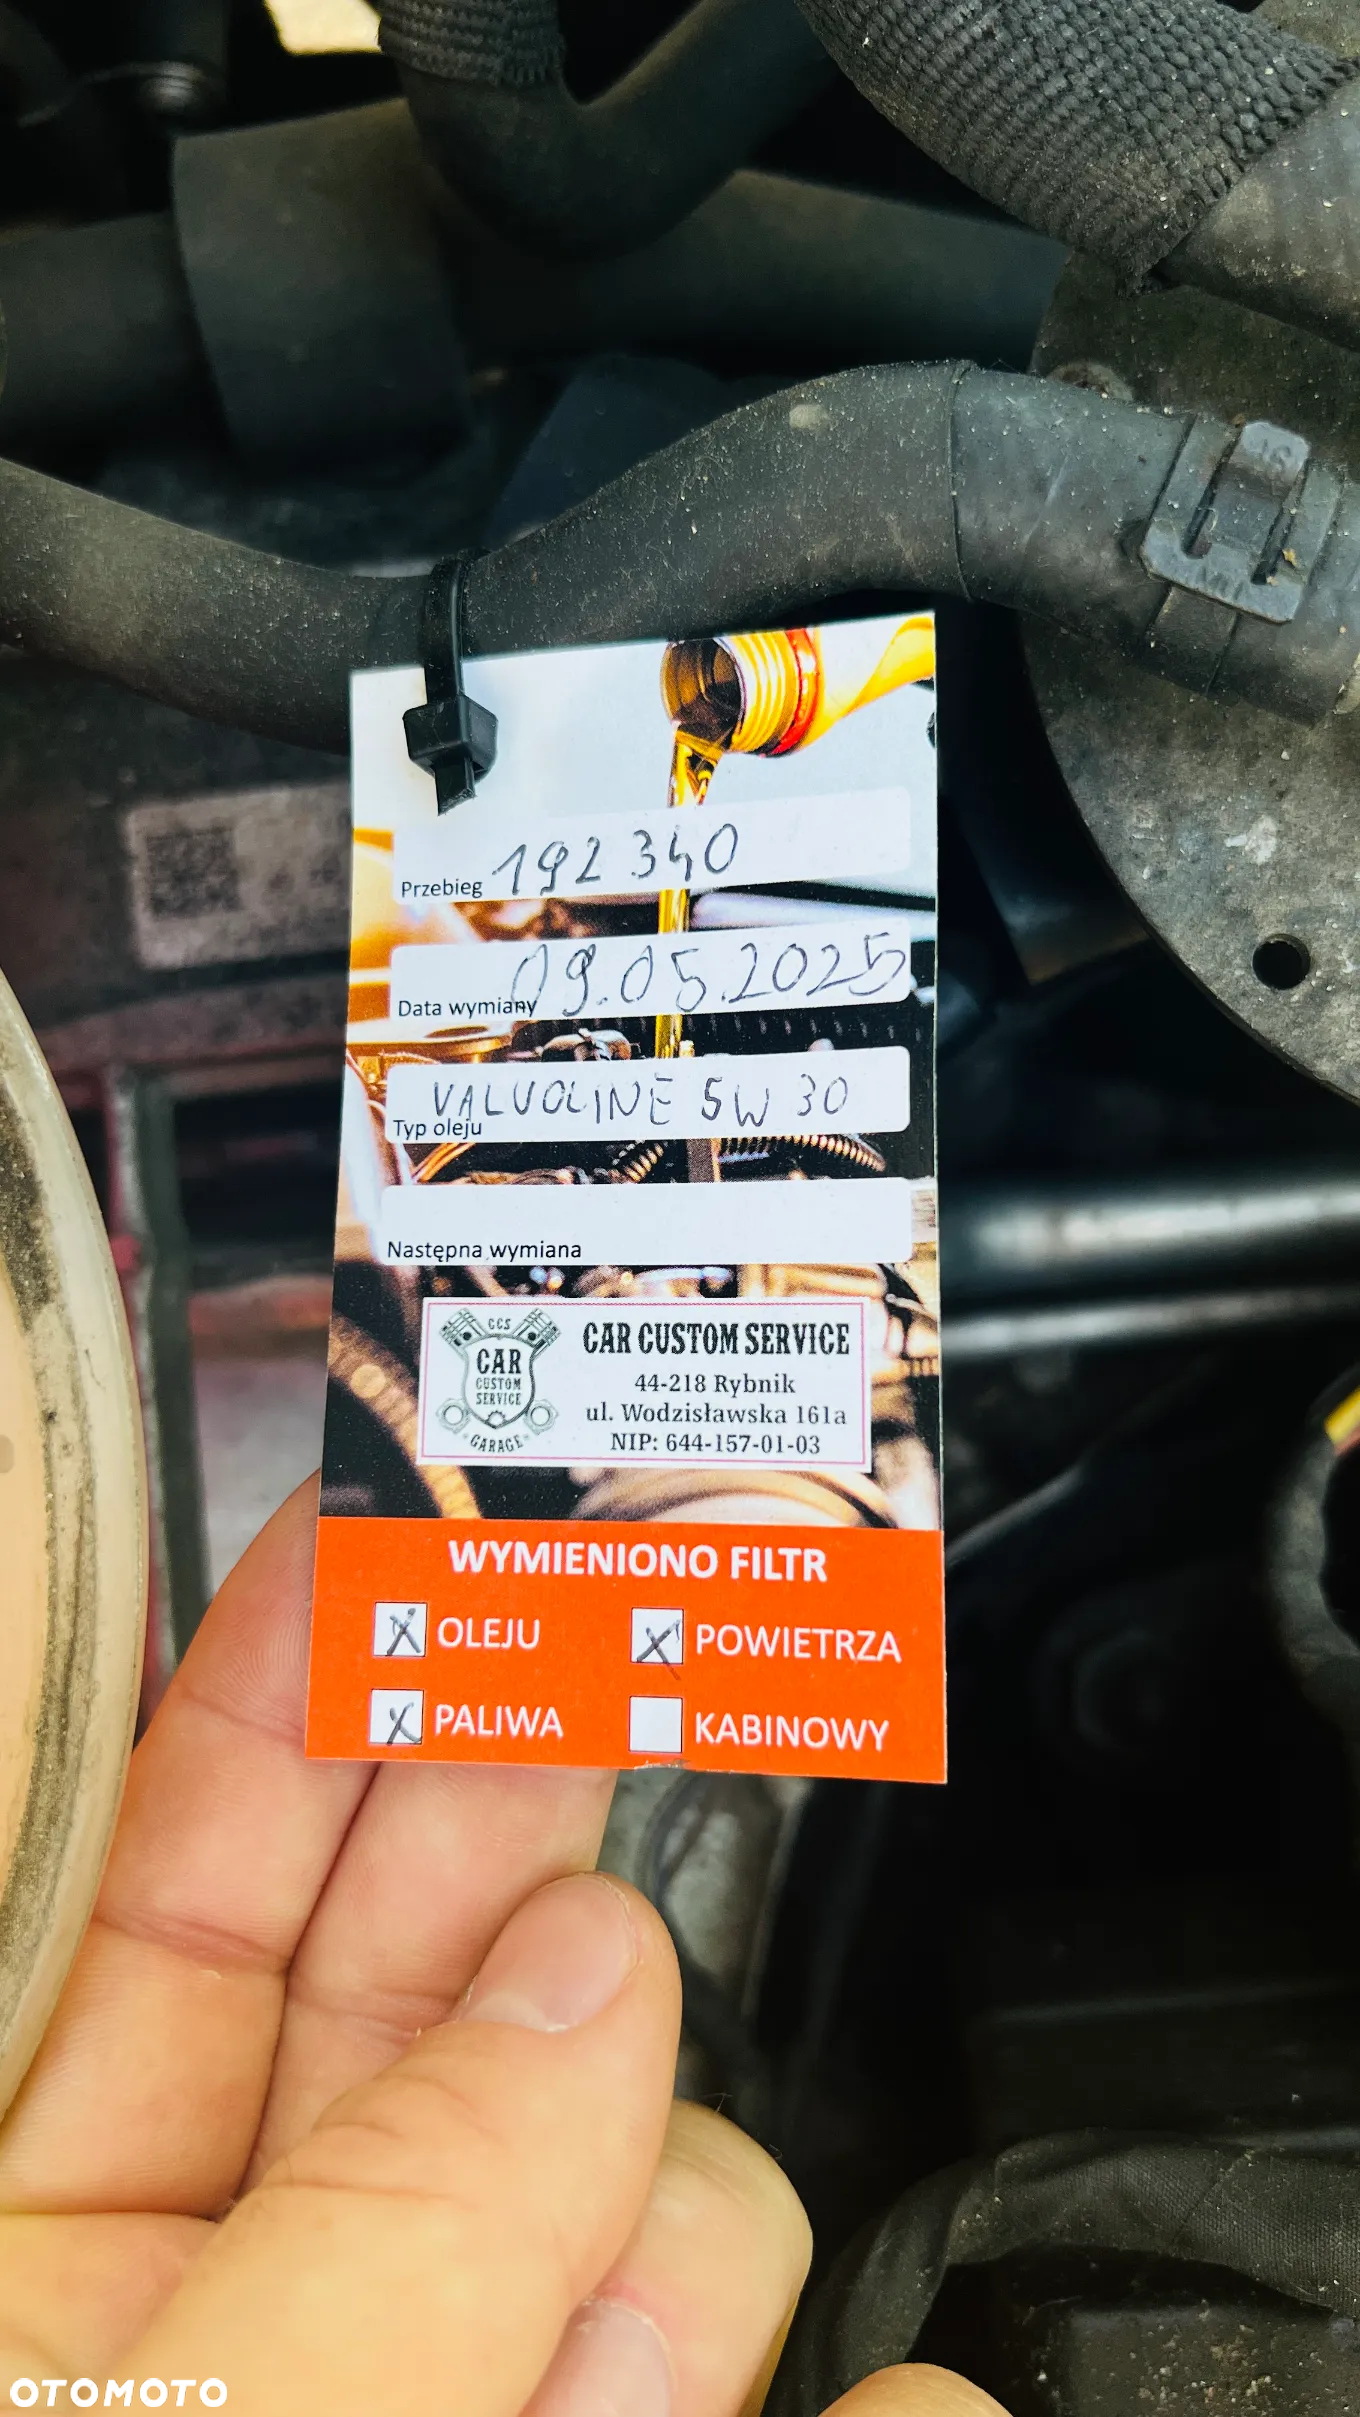 192 340
Przebieg
09.05.2025
Data wymiany
VALVOLINE 5W30
Typ oleju
Następna wymiana
CCS
CAR
CUSTOM
SERVICE
GARAGE
CAR CUSTOM SERVICE
44-218 Rybnik
ul. Wodzisławska 161a
NIP: 644-157-01-03
WYMIENIONO FILTR
X OLEJU
X POWIETRZA
X PALIWA
KABINOWY
OTOMOTO